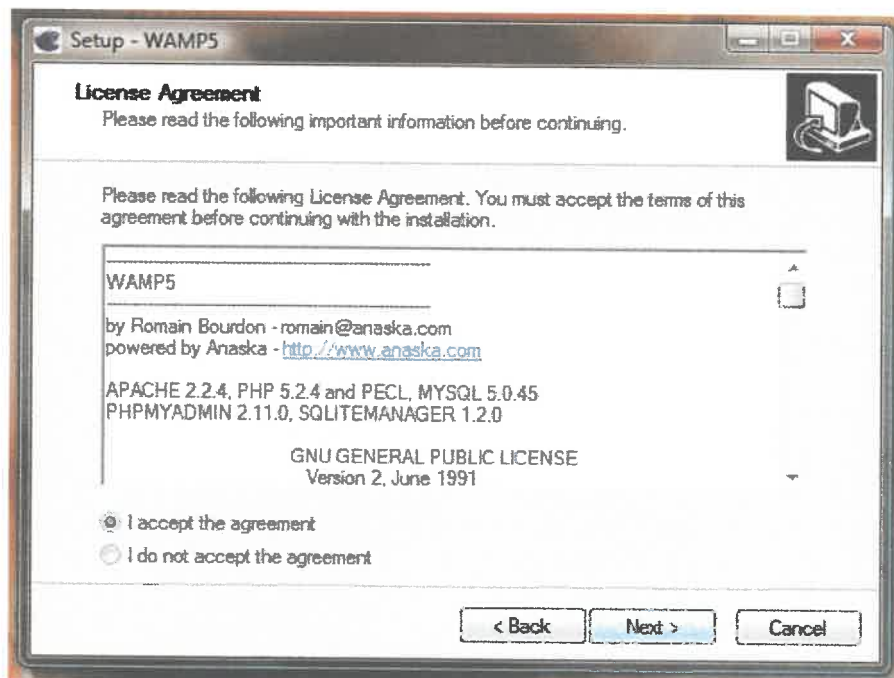 Setup - WAMP5
License Agreement
Please read the following important information before continuing.
Please read the following License Agreement. You must accept the terms of this
agreement before continuing with the installation.
WAMP5
by Romain Bourdon - romain@anaska.com
powered by Anaska - http://www.anaska.com
APACHE 2.2.4, PHP 5.2.4 and PECL, MYSQL 5.0.45
PHPMYADMIN 2.11.0, SQLITEMANAGER 1.2.0
GNU GENERAL PUBLIC LICENSE
Version 2, June 1991
I accept the agreement
I do not accept the agreement
< Back
Next >
Cancel